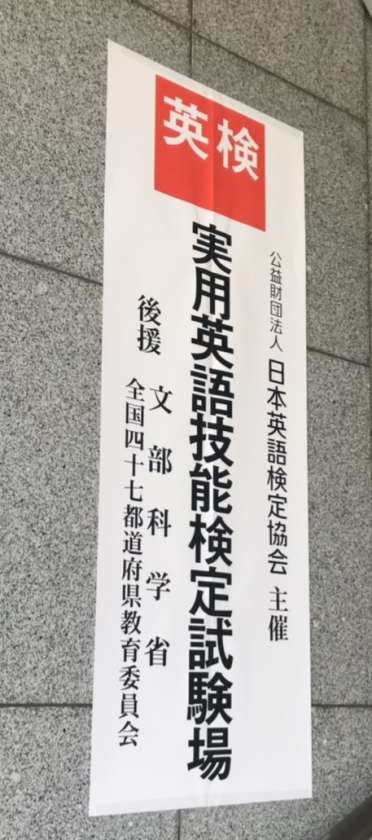 英検
公益財団法人 日本英語検定協会 主催
実用英語技能検定試験場
後援 文部科学省
全国四十七都道府県教育委員会